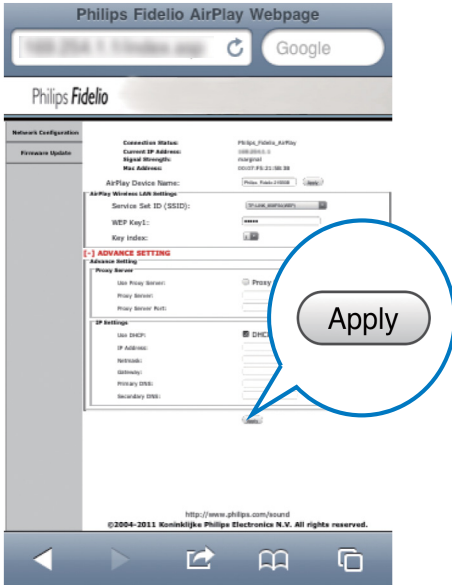 Philips Fidelio AirPlay Webpage
Google
Philips Fidelio
Network Configuration
Firmware Update
Connection Status: Philips_Fidelio_AirPlay
Current IP Address:
Signal Strength: marginal
Mac Address:
AirPlay Device Name: Apply
AirPlay Wireless LAN Settings
Service Set ID (SSID):
WEP Key1: *****
Key Index:
[-] ADVANCE SETTING
Advance Setting
Proxy Server
Use Proxy Server: Proxy
Proxy Server:
Proxy Server Port:
IP Settings
Use DHCP: DHC
IP Address:
Netmask:
Gateway:
Primary DNS:
Secondary DNS:
Apply
Apply
http://www.philips.com/sound
©2004-2011 Koninklijke Philips Electronics N.V. All rights reserved.